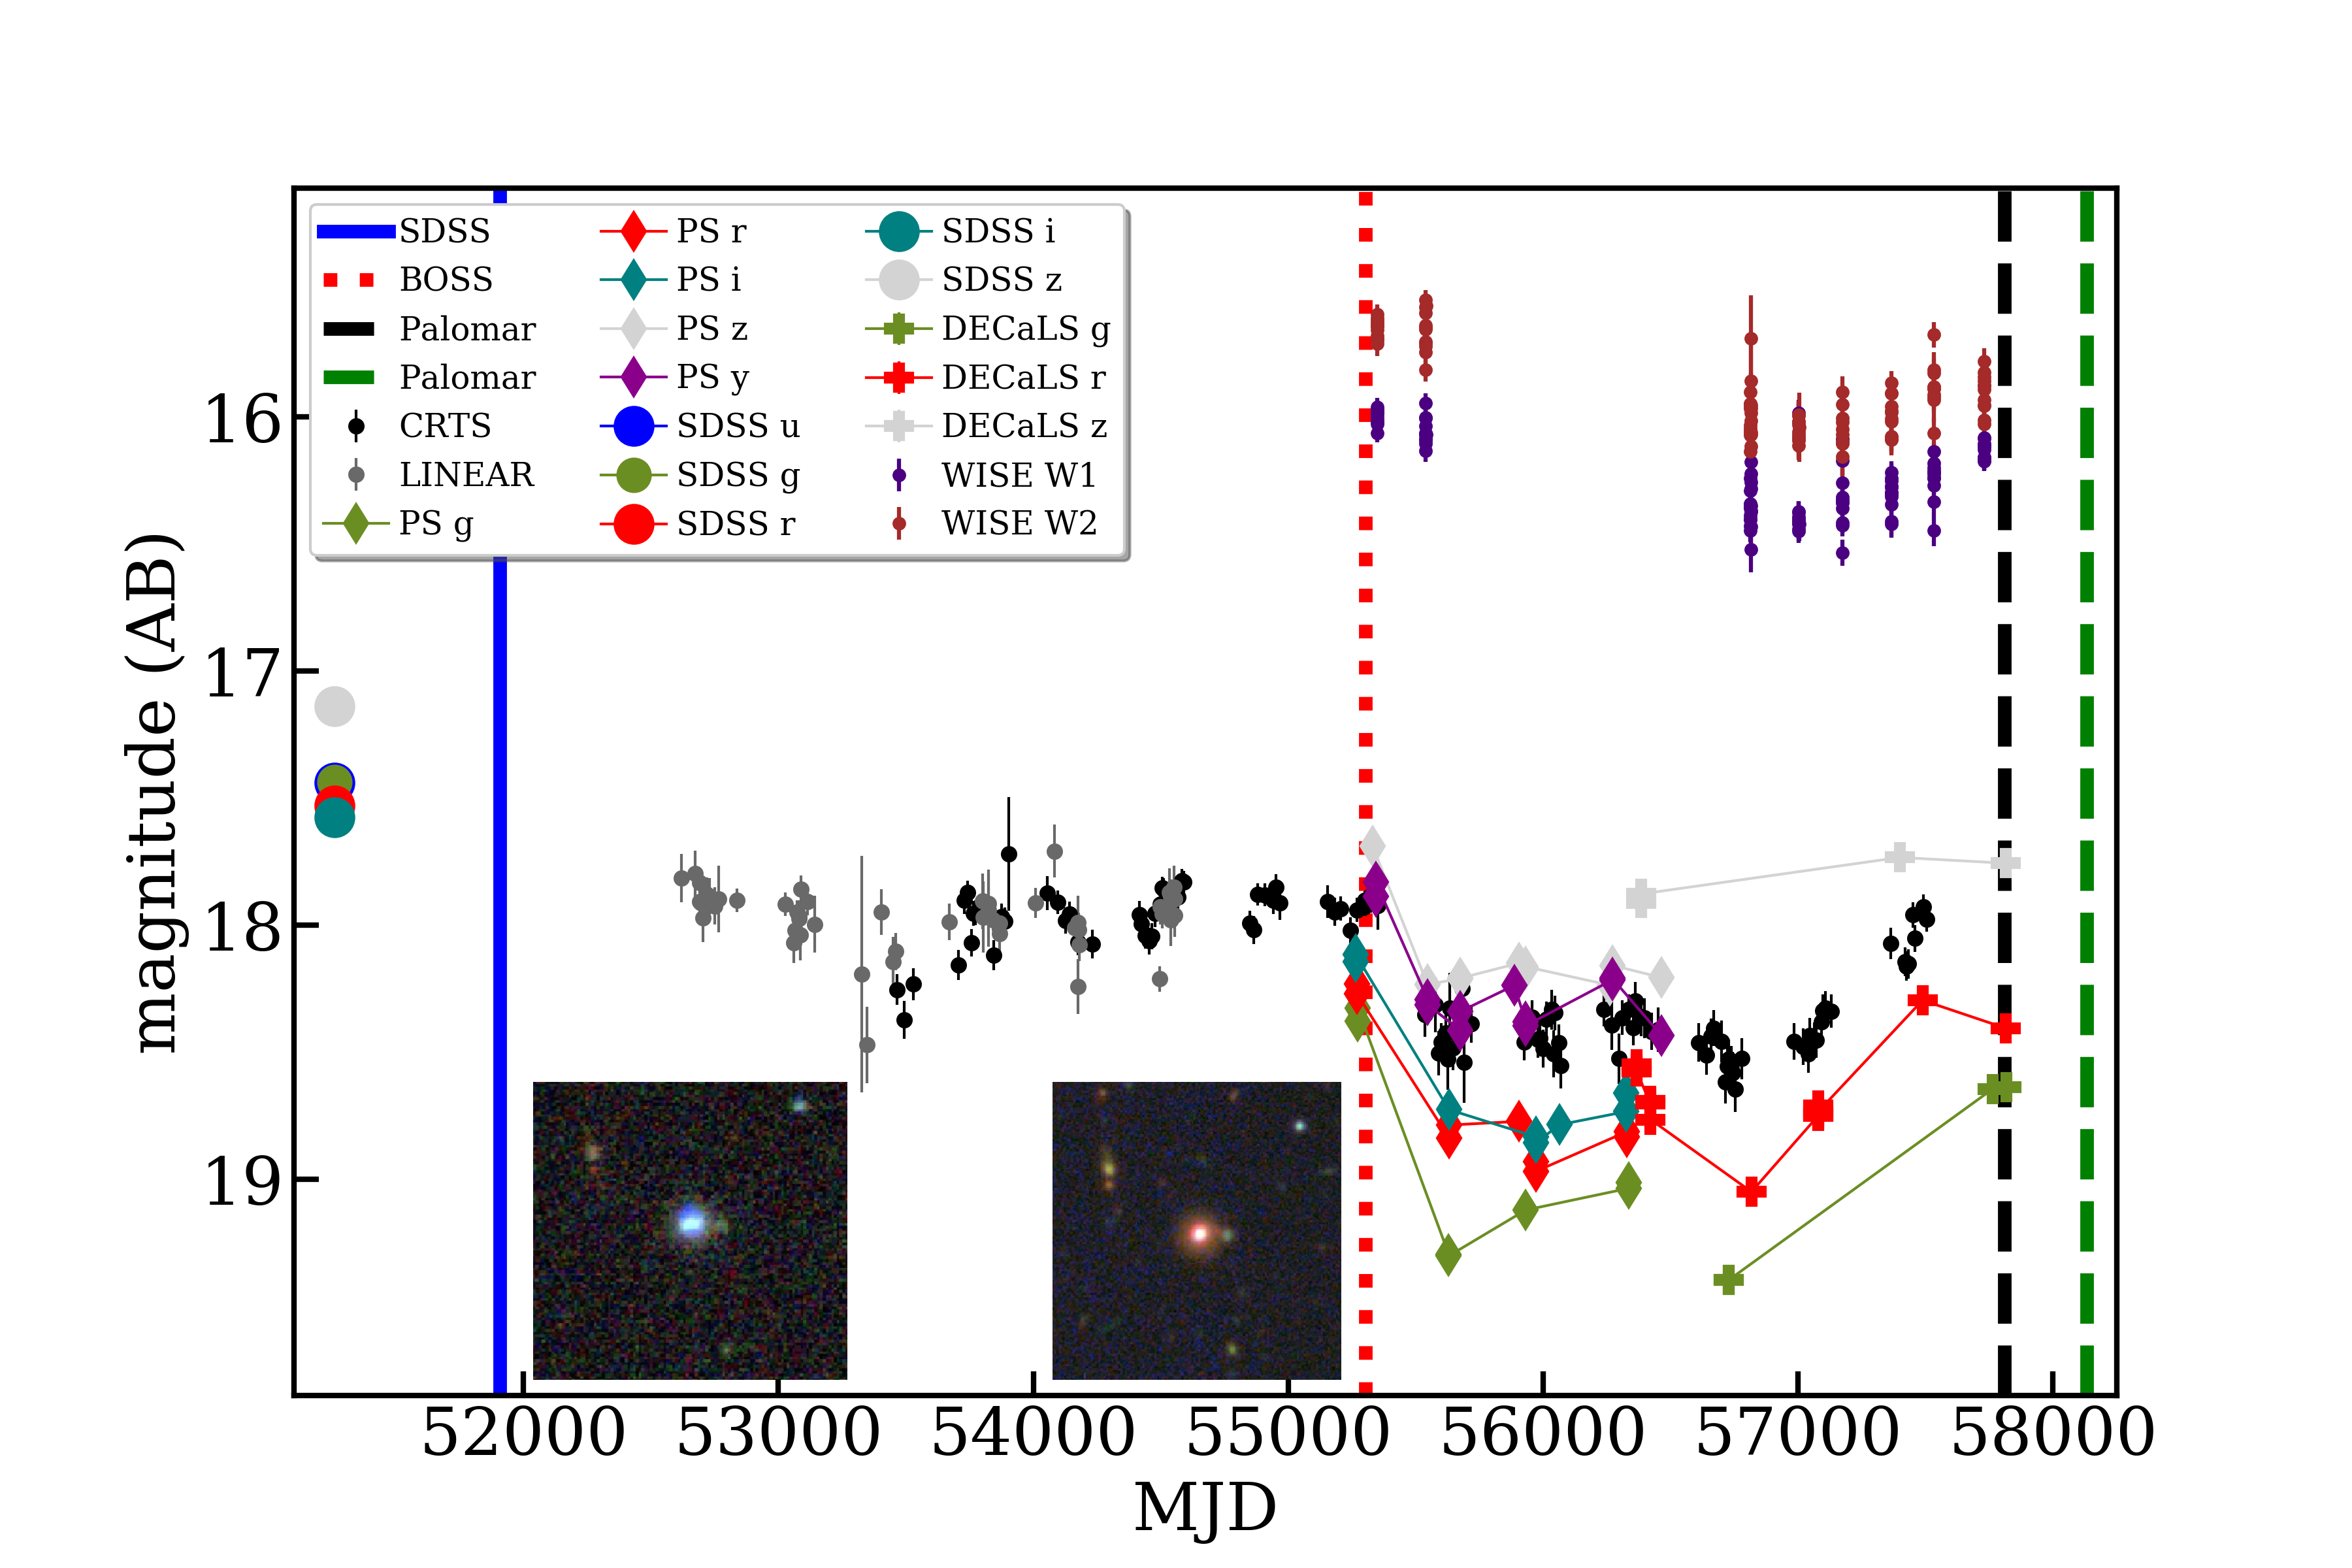 SDSS
BOSS
Palomar
Palomar
CRTS
LINEAR
PS g
PS r
PS i
PS z
PS y
SDSS u
SDSS g
SDSS r
SDSS i
SDSS z
DECaLS g
DECaLS r
DECaLS z
WISE W1
WISE W2
magnitude (AB)
16
17
18
19
52000 53000 54000 55000 56000 57000 58000
MJD